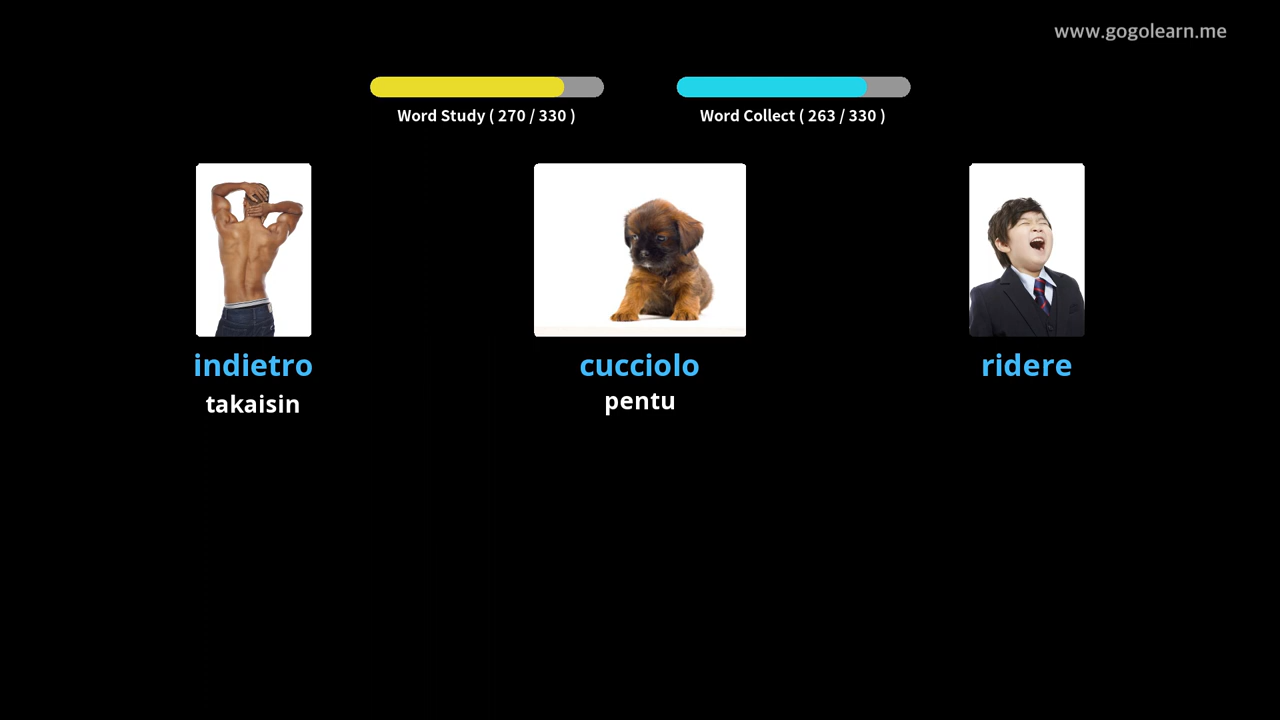 www.gogolearn.me
Word Study ( 270 / 330 )
Word Collect ( 263 / 330 )
indietro
takaisin
cucciolo
pentu
ridere